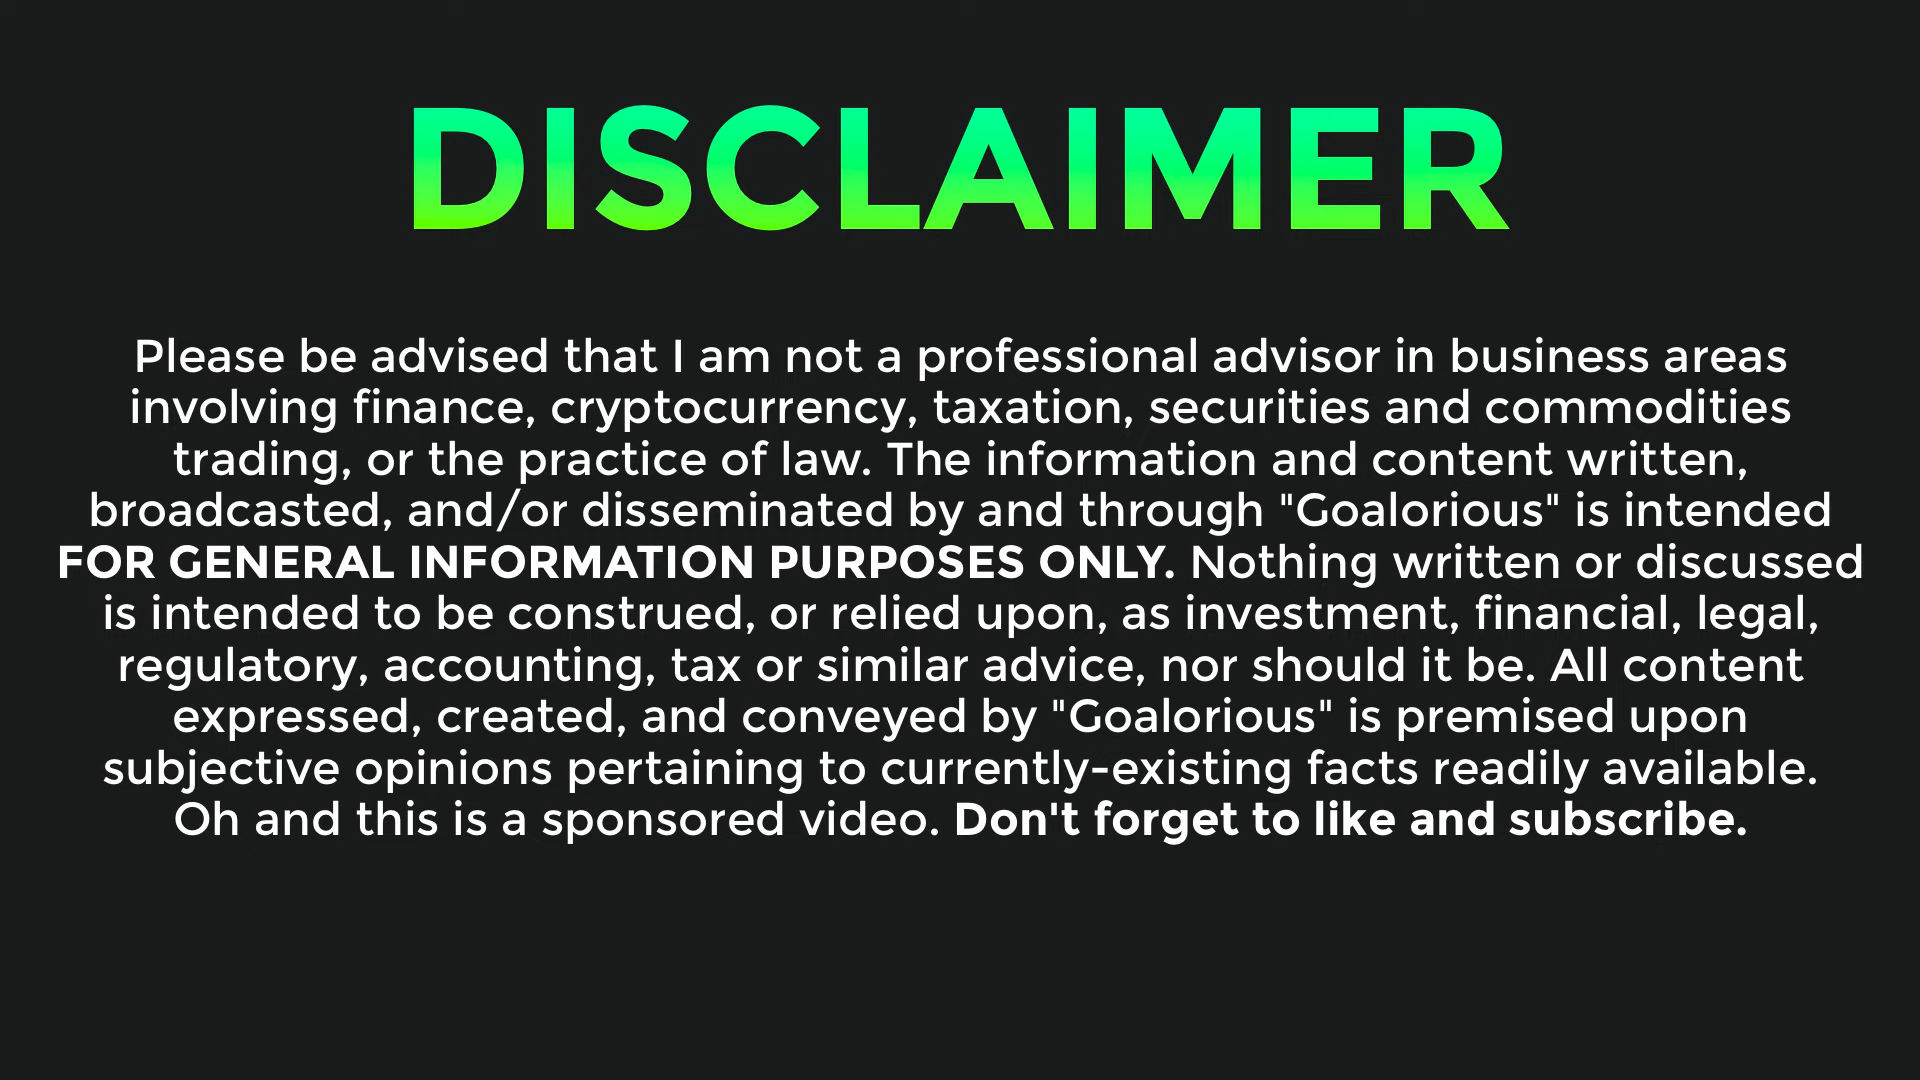 DISCLAIMER
Please be advised that I am not a professional advisor in business areas
involving finance, cryptocurrency, taxation, securities and commodities
trading, or the practice of law. The information and content written,
broadcasted, and/or disseminated by and through "Goalorious" is intended
FOR GENERAL INFORMATION PURPOSES ONLY. Nothing written or discussed
is intended to be construed, or relied upon, as investment, financial, legal,
regulatory, accounting, tax or similar advice, nor should it be. All content
expressed, created, and conveyed by "Goalorious" is premised upon
subjective opinions pertaining to currently-existing facts readily available.
Oh and this is a sponsored video. Don't forget to like and subscribe.